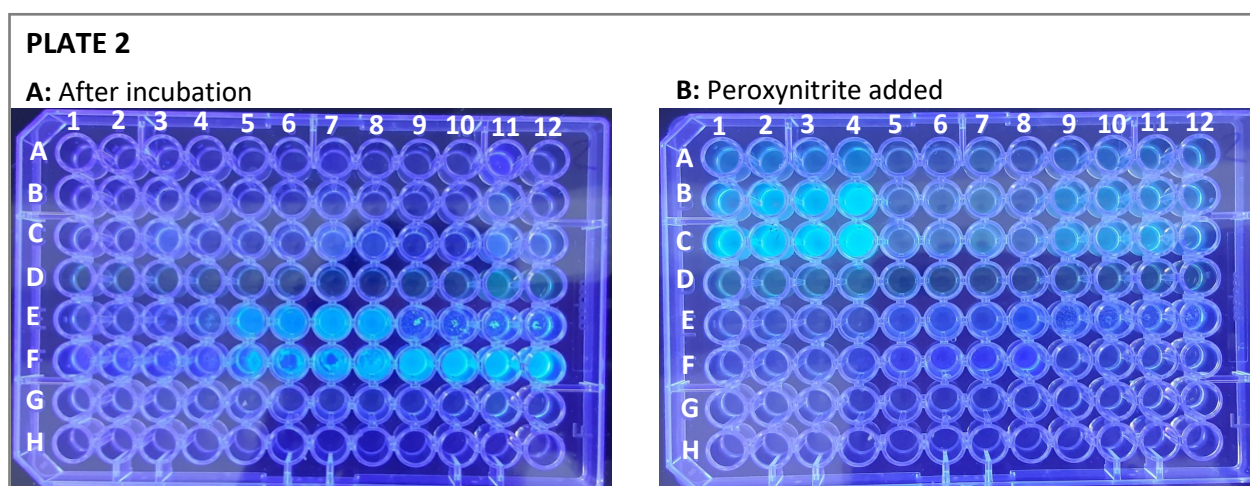 PLATE 2
A: After incubation
1 2 3 4 5 6 7 8 9 10 11 12
A
B
C
D
E
F
G
H
B: Peroxynitrite added
1 2 3 4 5 6 7 8 9 10 11 12
A
B
C
D
E
F
G
H